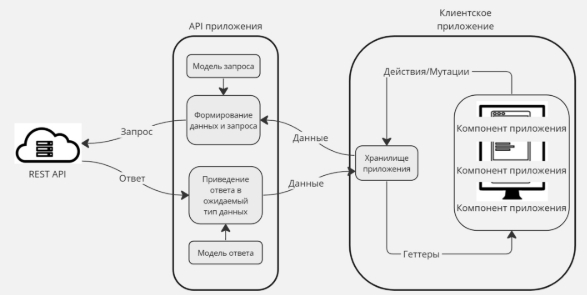 API приложения
Клиентское
приложение
Модель запроса
Действия/Мутации
Формирование
данных и запроса
Запрос
Данные
Компонент приложения
Хранилище
приложения
REST API
Компонент приложения
Ответ
Приведение
ответа в
ожидаемый
тип данных
Данные
Компонент приложения
Модель ответа
Геттеры